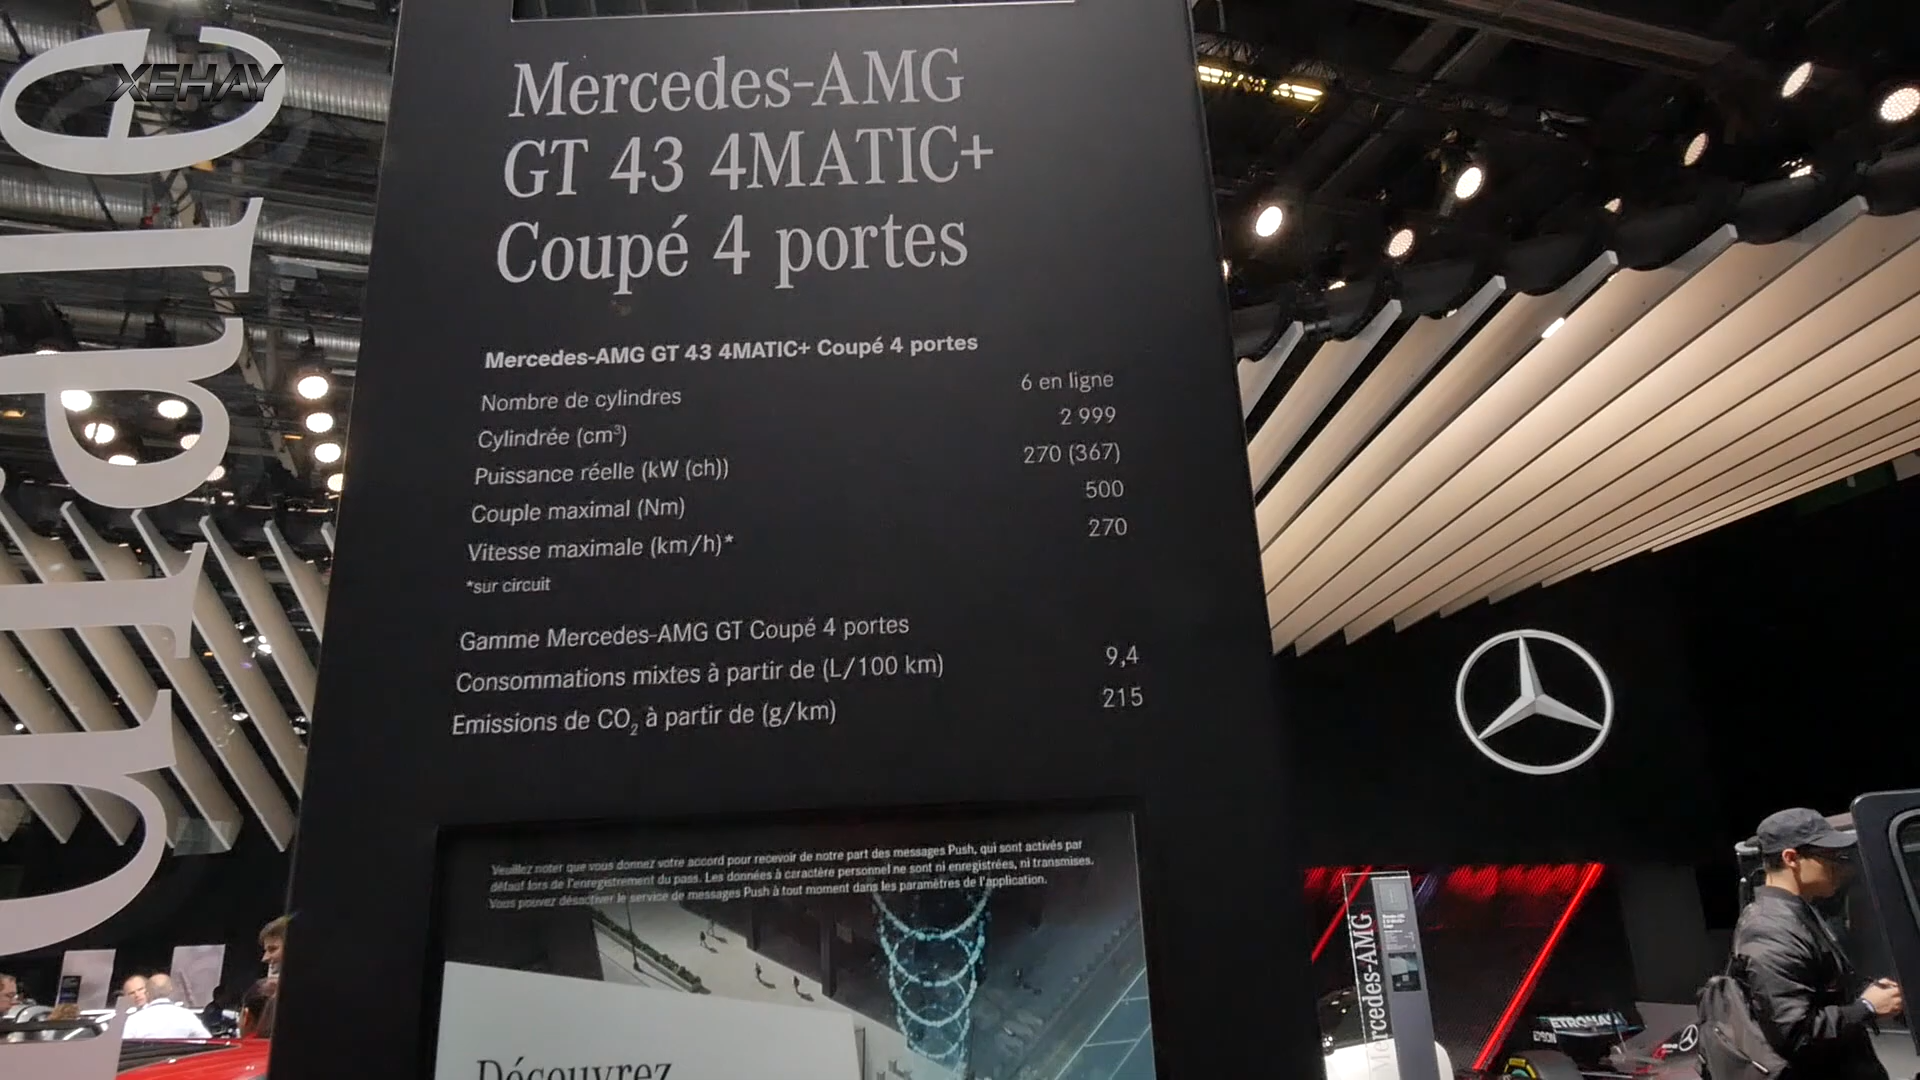 XEHAY
Mercedes-AMG
GT 43 4MATIC+
Coupé 4 portes
Mercedes-AMG GT 43 4MATIC+ Coupé 4 portes
Nombre de cylindres 6 en ligne
Cylindrée (cm³) 2 999
Puissance réelle (kW (ch)) 270 (367)
Couple maximal (Nm) 500
Vitesse maximale (km/h)* 270
*sur circuit
Gamme Mercedes-AMG GT Coupé 4 portes
Consommations mixtes à partir de (L/100 km) 9,4
Emissions de CO₂ à partir de (g/km) 215
Veuillez noter que vous donnez votre accord pour recevoir de notre part des messages Push, qui sont activés par
défaut lors de l'enregistrement du pass. Les données à caractère personnel ne sont ni enregistrées, ni transmises.
Vous pouvez désactiver le service de messages Push à tout moment dans les paramètres de l'application.
Découvrez
Mercedes-AMG
PETRONAS
EPSON